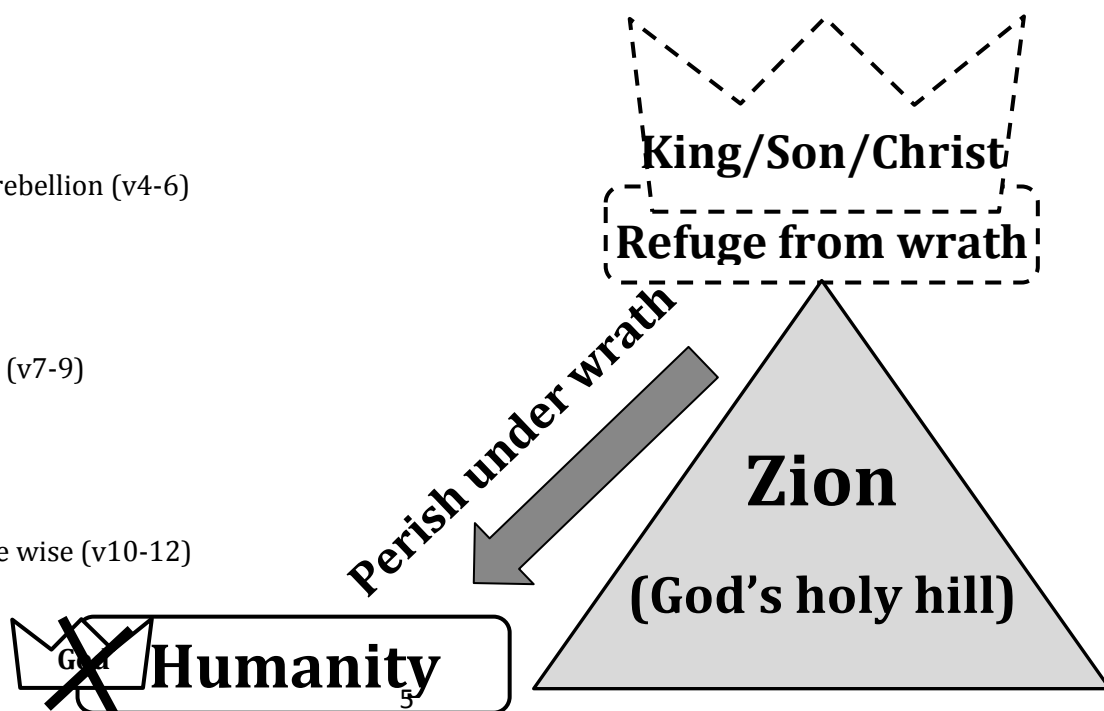 King/Son/Christ
rebellion (v4-6)
Refuge from wrath
Perish under wrath
(v7-9)
Zion
e wise (v10-12)
(God's holy hill)
God
Humanity
5